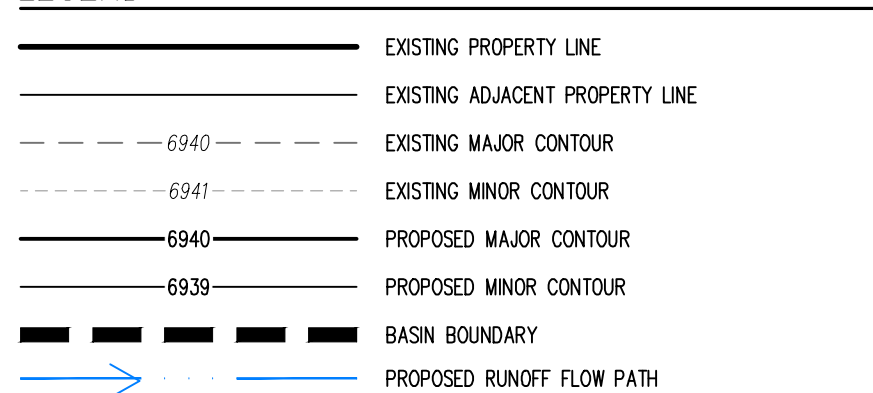 EXISTING PROPERTY LINE
EXISTING ADJACENT PROPERTY LINE
6940 EXISTING MAJOR CONTOUR
6941 EXISTING MINOR CONTOUR
6940 PROPOSED MAJOR CONTOUR
6939 PROPOSED MINOR CONTOUR
BASIN BOUNDARY
PROPOSED RUNOFF FLOW PATH